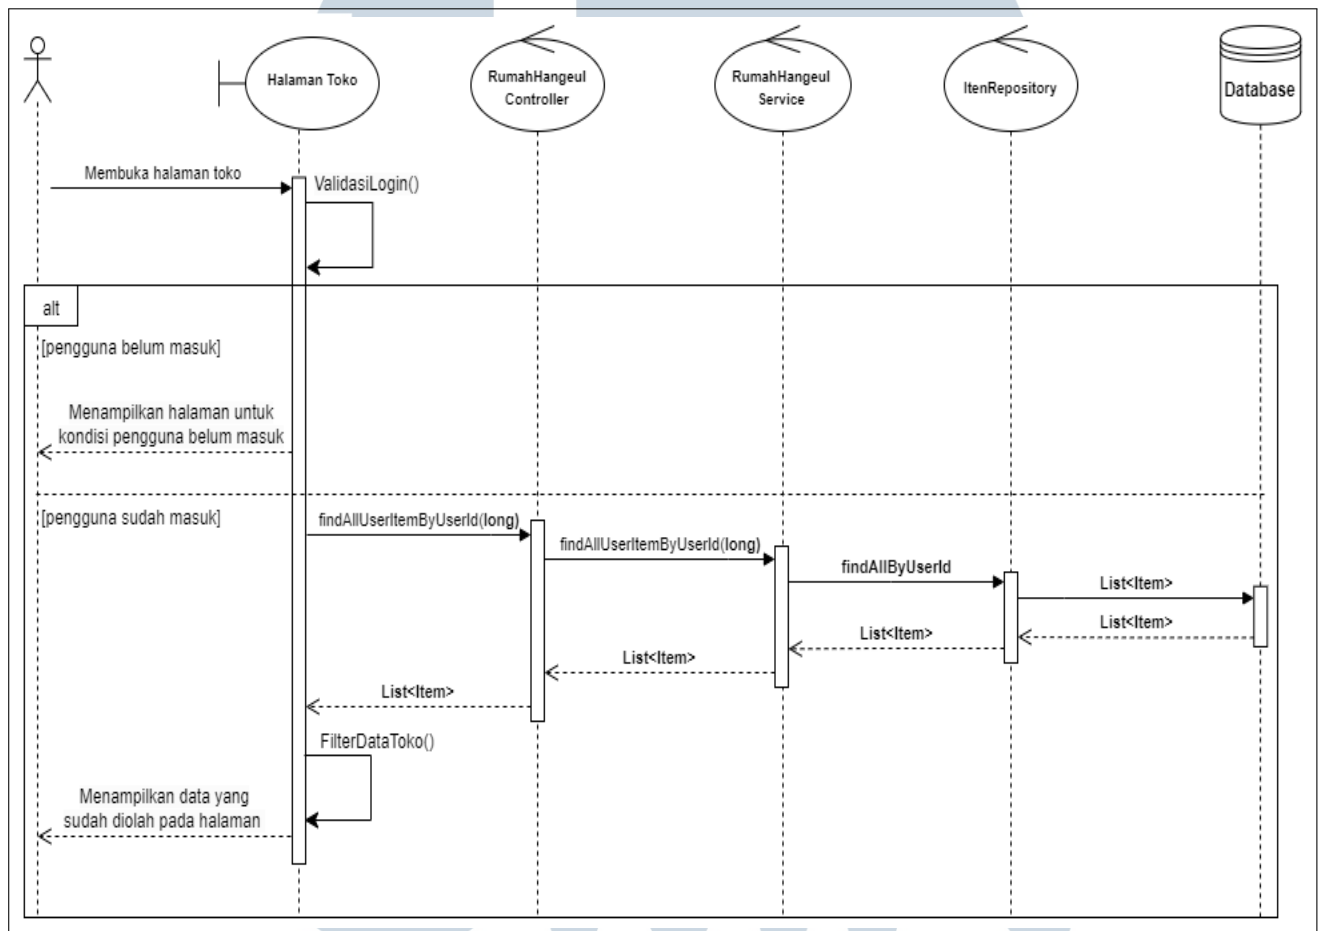 Halaman Toko
RumahHangeul
Controller
RumahHangeul
Service
ItenRepository
Database
Membuka halaman toko
ValidasiLogin()
alt
[pengguna belum masuk]
Menampilkan halaman untuk
kondisi pengguna belum masuk
[pengguna sudah masuk]
findAllUserItemByUserId(long)
findAllUserItemByUserId(long)
findAllByUserId
List<Item>
List<Item>
List<Item>
List<Item>
List<Item>
FilterDataToko()
Menampilkan data yang
sudah diolah pada halaman